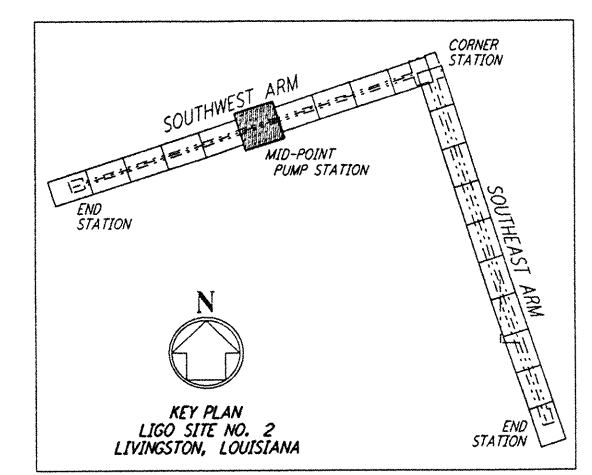 CORNER
STATION
SOUTHWEST ARM
MID-POINT
PUMP STATION
END
STATION
SOUTHEAST ARM
N
KEY PLAN
LIGO SITE NO. 2
LIVINGSTON, LOUISIANA
END
STATION